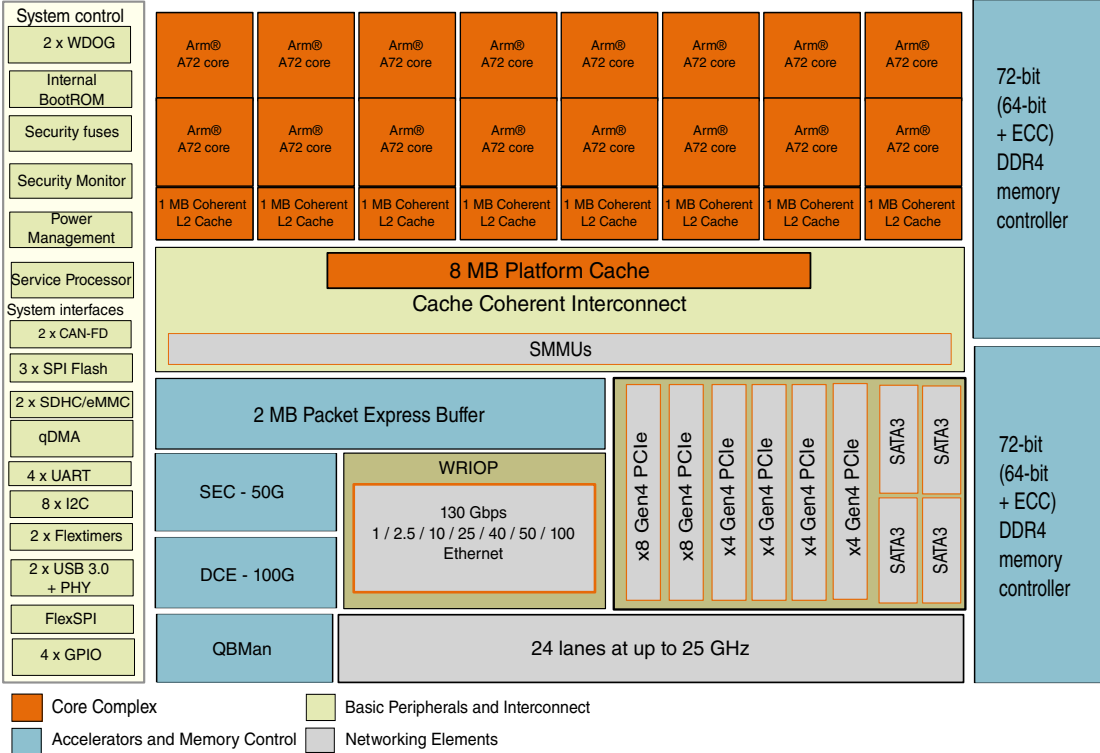 System control
2 x WDOG
Internal
BootROM
Security fuses
Security Monitor
Power
Management
Service Processor
System interfaces
2 x CAN-FD
3 x SPI Flash
2 x SDHC/eMMC
qDMA
4 x UART
8 x I2C
2 x Flextimers
2 x USB 3.0
+ PHY
FlexSPI
4 x GPIO
Arm®
A72 core
Arm®
A72 core
Arm®
A72 core
Arm®
A72 core
Arm®
A72 core
Arm®
A72 core
Arm®
A72 core
Arm®
A72 core
Arm®
A72 core
Arm®
A72 core
Arm®
A72 core
Arm®
A72 core
Arm®
A72 core
Arm®
A72 core
Arm®
A72 core
Arm®
A72 core
1 MB Coherent
L2 Cache
1 MB Coherent
L2 Cache
1 MB Coherent
L2 Cache
1 MB Coherent
L2 Cache
1 MB Coherent
L2 Cache
1 MB Coherent
L2 Cache
1 MB Coherent
L2 Cache
1 MB Coherent
L2 Cache
8 MB Platform Cache
Cache Coherent Interconnect
SMMUs
2 MB Packet Express Buffer
SEC - 50G
DCE - 100G
QBMan
WRIOP
130 Gbps
1 / 2.5 / 10 / 25 / 40 / 50 / 100
Ethernet
x8 Gen4 PCIe
x8 Gen4 PCIe
x4 Gen4 PCIe
x4 Gen4 PCIe
x4 Gen4 PCIe
x4 Gen4 PCIe
SATA3
SATA3
SATA3
SATA3
24 lanes at up to 25 GHz
72-bit
(64-bit
+ ECC)
DDR4
memory
controller
72-bit
(64-bit
+ ECC)
DDR4
memory
controller
Core Complex
Basic Peripherals and Interconnect
Accelerators and Memory Control
Networking Elements